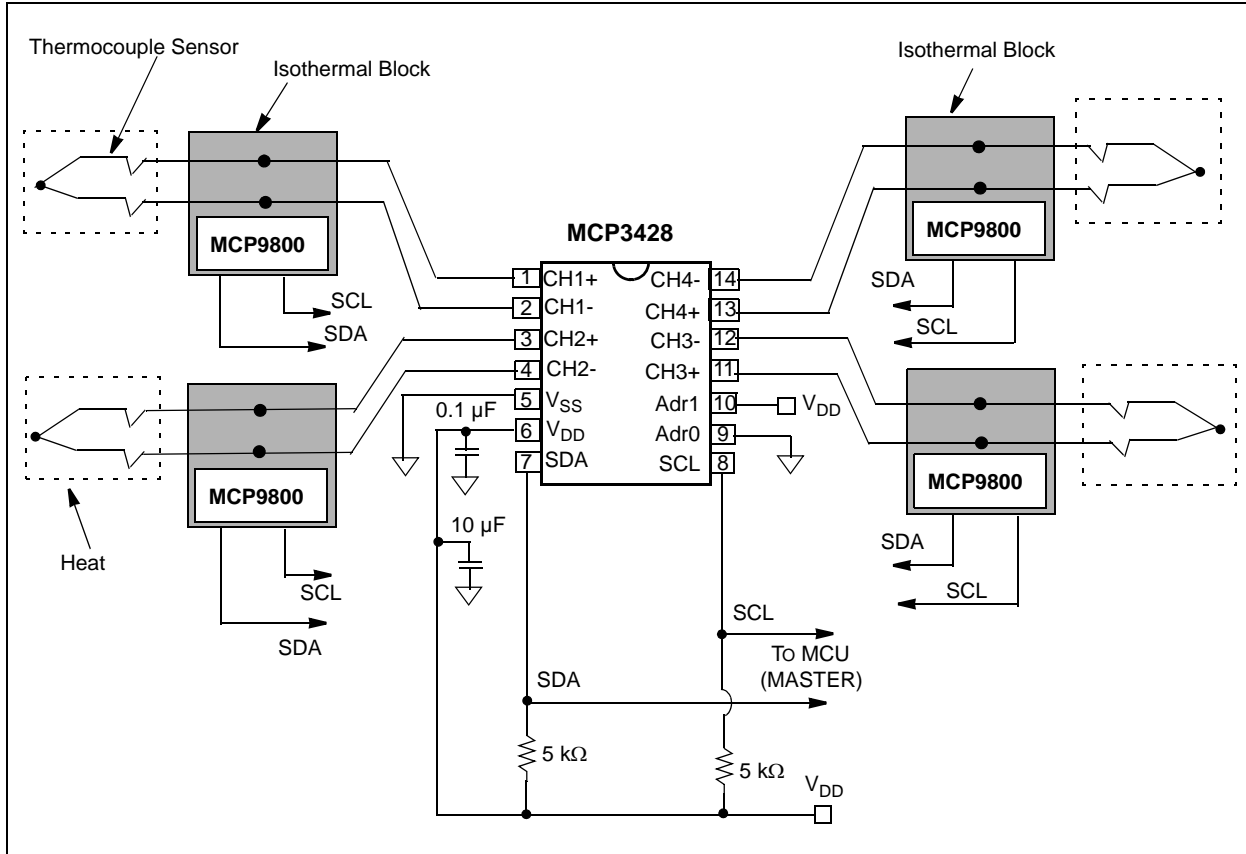 Thermocouple Sensor
Isothermal Block
Isothermal Block
MCP9800
SCL
SDA
MCP9800
SDA
SCL
MCP3428
1 CH1+
2 CH1-
3 CH2+
4 CH2-
5 VSS
6 VDD
7 SDA
CH4- 14
CH4+ 13
CH3- 12
CH3+ 11
Adr1 10
Adr0 9
SCL 8
VDD
0.1 µF
10 µF
MCP9800
SCL
SDA
Heat
MCP9800
SDA
SCL
SCL
TO MCU
(MASTER)
SDA
5 kΩ
5 kΩ
VDD